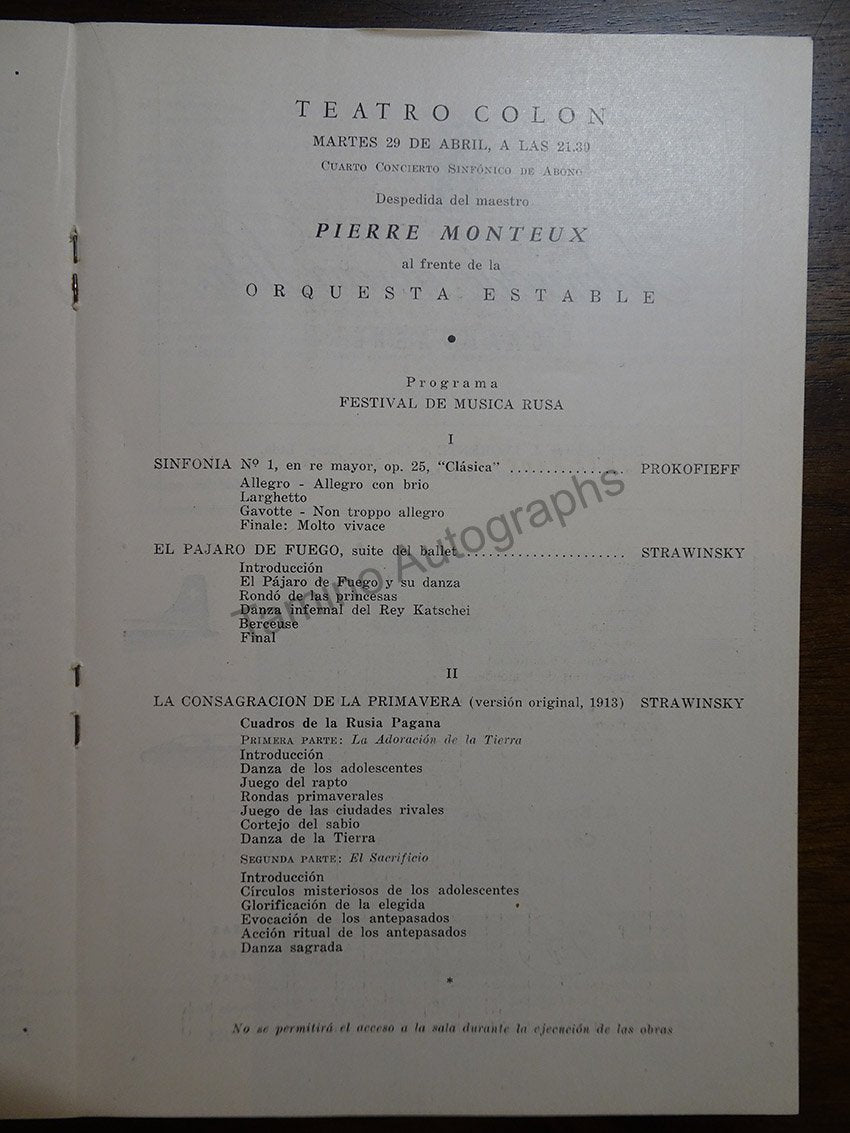 TEATRO COLON
MARTES 29 DE ABRIL, A LAS 21.30
CUARTO CONCIERTO SINFÓNICO DE ABONO
Despedida del maestro
PIERRE MONTEUX
al frente de la
ORQUESTA ESTABLE
Programa
FESTIVAL DE MUSICA RUSA
I
SINFONIA Nº 1, en re mayor, op. 25, "Clásica" ................ PROKOFIEFF
Allegro - Allegro con brio
Larghetto
Gavotte - Non troppo allegro
Finale: Molto vivace
EL PAJARO DE FUEGO, suite del ballet...................... STRAWINSKY
Introducción
El Pájaro de Fuego y su danza
Rondó de las princesas
Danza infernal del Rey Katschei
Berceuse
Final
II
LA CONSAGRACION DE LA PRIMAVERA (versión original, 1913) STRAWINSKY
Cuadros de la Rusia Pagana
PRIMERA PARTE: La Adoración de la Tierra
Introducción
Danza de los adolescentes
Juego del rapto
Rondas primaverales
Juego de las ciudades rivales
Cortejo del sabio
Danza de la Tierra
SEGUNDA PARTE: El Sacrificio
Introducción
Círculos misteriosos de los adolescentes
Glorificación de la elegida
Evocación de los antepasados
Acción ritual de los antepasados
Danza sagrada
*
No se permitirá el acceso a la sala durante la ejecución de las obras
Tamino Autographs